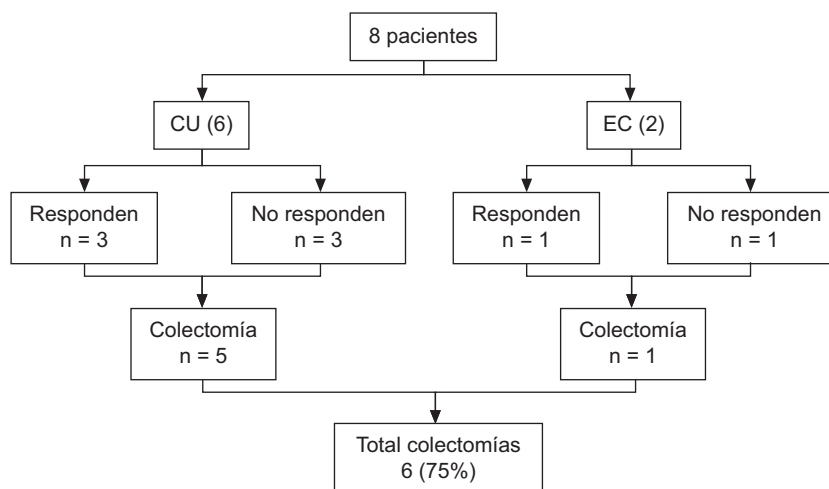 8 pacientes
CU (6)
EC (2)
Responden
n = 3
No responden
n = 3
Responden
n = 1
No responden
n = 1
Colectomía
n = 5
Colectomía
n = 1
Total colectomías
6 (75%)